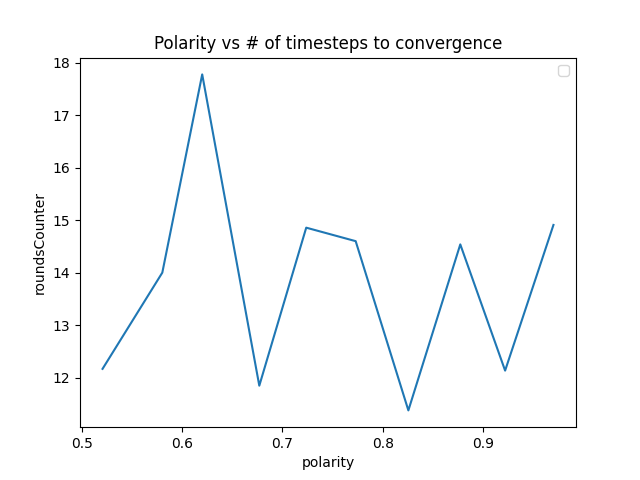 Polarity vs # of timesteps to convergence
18
17
16
15
14
13
12
roundsCounter
0.5 0.6 0.7 0.8 0.9
polarity